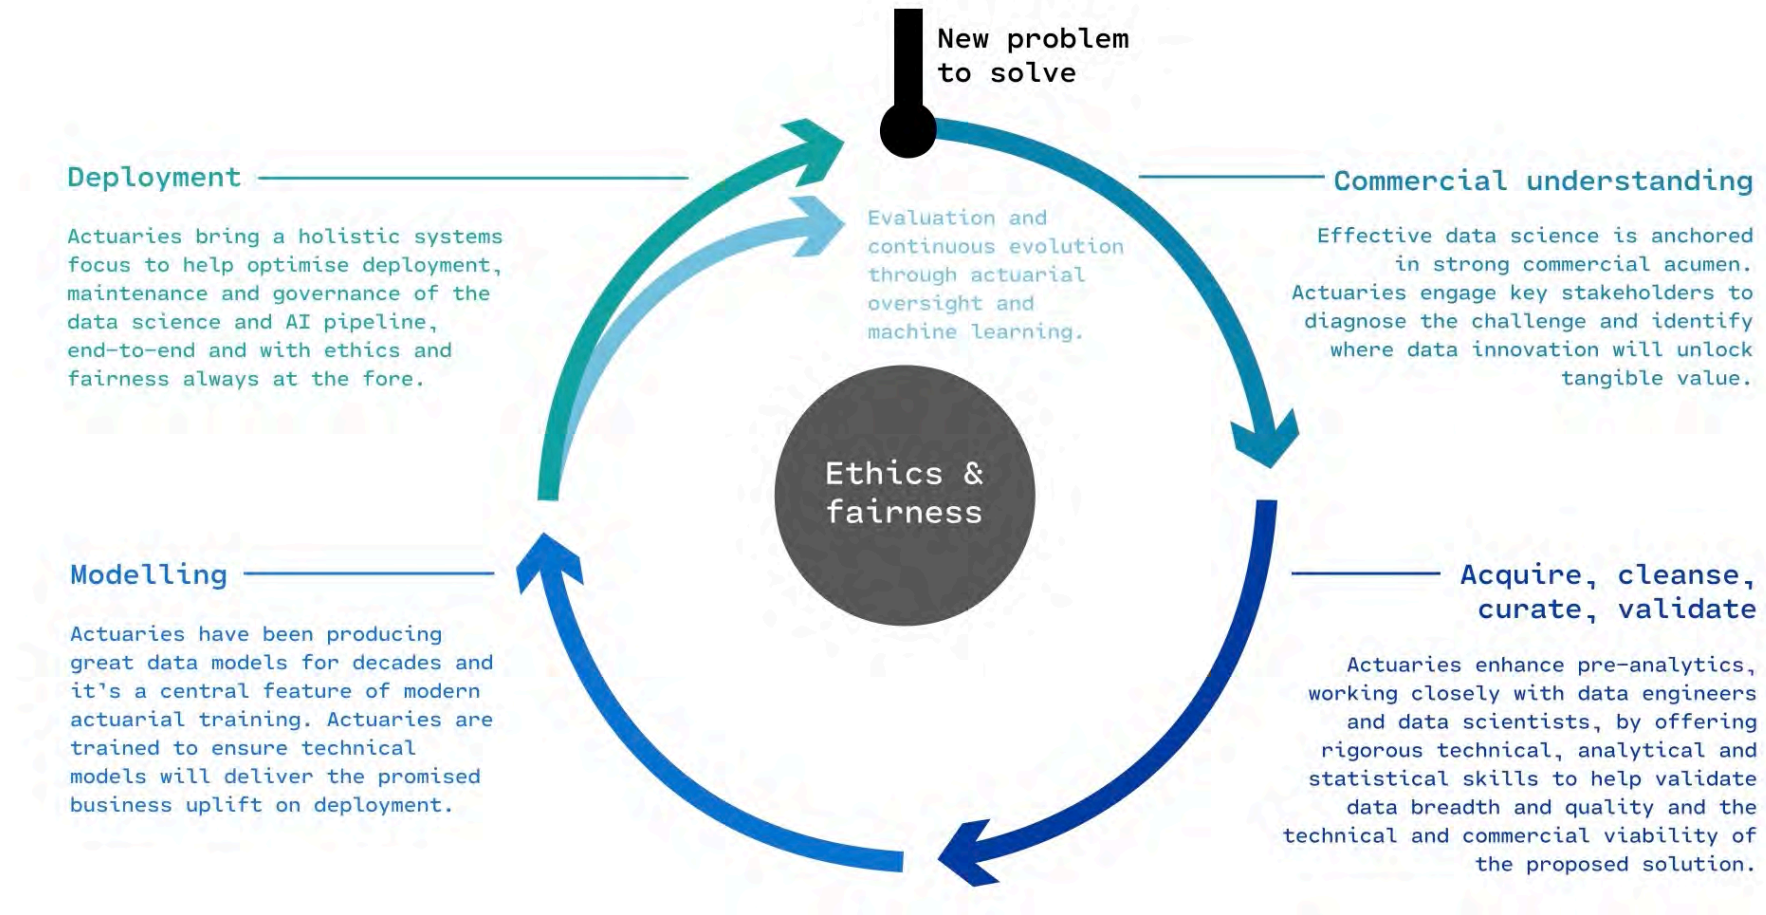 New problem
to solve
Commercial understanding
Effective data science is anchored
in strong commercial acumen.
Actuaries engage key stakeholders to
diagnose the challenge and identify
where data innovation will unlock
tangible value.
Acquire, cleanse,
curate, validate
Actuaries enhance pre-analytics,
working closely with data engineers
and data scientists, by offering
rigorous technical, analytical and
statistical skills to help validate
data breadth and quality and the
technical and commercial viability of
the proposed solution.
Modelling
Actuaries have been producing
great data models for decades and
it's a central feature of modern
actuarial training. Actuaries are
trained to ensure technical
models will deliver the promised
business uplift on deployment.
Deployment
Actuaries bring a holistic systems
focus to help optimise deployment,
maintenance and governance of the
data science and AI pipeline,
end-to-end and with ethics and
fairness always at the fore.
Evaluation and
continuous evolution
through actuarial
oversight and
machine learning.
Ethics &
fairness